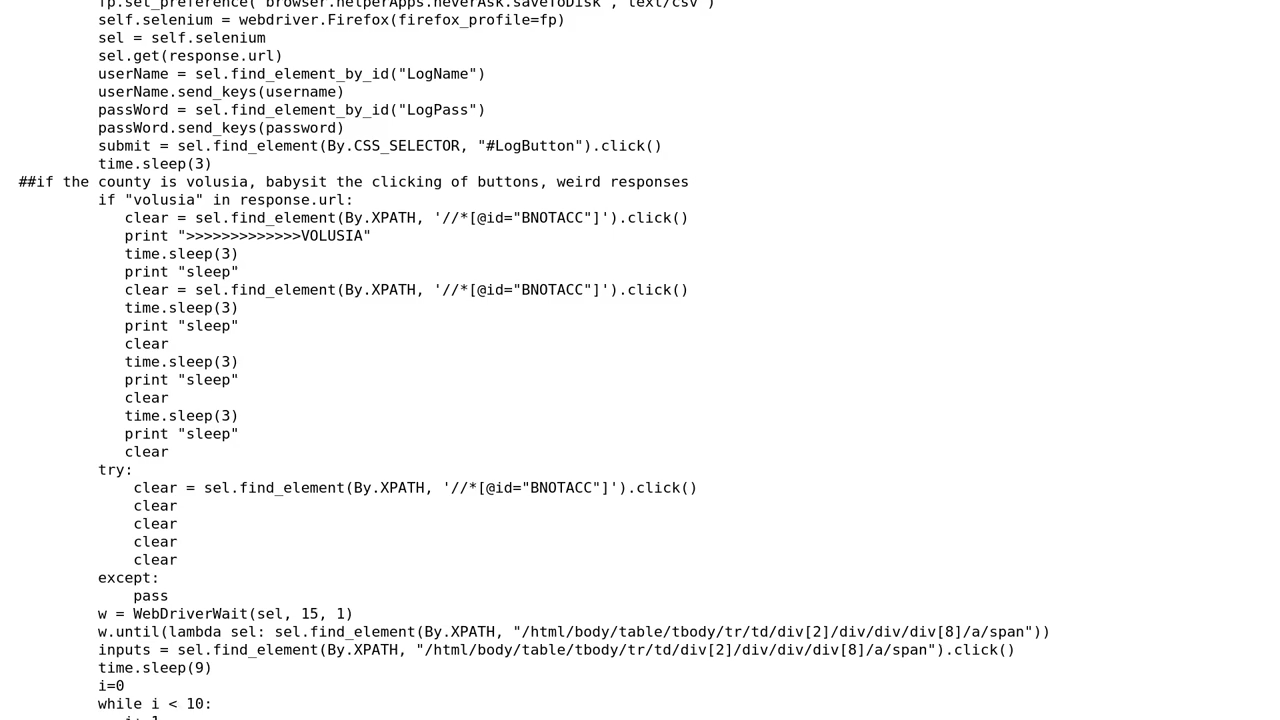 fp.set_preference("browser.helperApps.neverAsk.saveToDisk","text/csv")
self.selenium = webdriver.Firefox(firefox_profile=fp)
sel = self.selenium
sel.get(response.url)
userName = sel.find_element_by_id("LogName")
userName.send_keys(username)
passWord = sel.find_element_by_id("LogPass")
passWord.send_keys(password)
submit = sel.find_element(By.CSS_SELECTOR, "#LogButton").click()
time.sleep(3)
##if the county is volusia, babysit the clicking of buttons, weird responses
if "volusia" in response.url:
clear = sel.find_element(By.XPATH, '//*[@id="BNOTACC"]').click()
print ">>>>>>>>>>>>>VOLUSIA"
time.sleep(3)
print "sleep"
clear = sel.find_element(By.XPATH, '//*[@id="BNOTACC"]').click()
time.sleep(3)
print "sleep"
clear
time.sleep(3)
print "sleep"
clear
time.sleep(3)
print "sleep"
clear
try:
clear = sel.find_element(By.XPATH, '//*[@id="BNOTACC"]').click()
clear
clear
clear
clear
except:
pass
w = WebDriverWait(sel, 15, 1)
w.until(lambda sel: sel.find_element(By.XPATH, "/html/body/table/tbody/tr/td/div[2]/div/div/div[8]/a/span"))
inputs = sel.find_element(By.XPATH, "/html/body/table/tbody/tr/td/div[2]/div/div/div[8]/a/span").click()
time.sleep(9)
i=0
while i < 10: